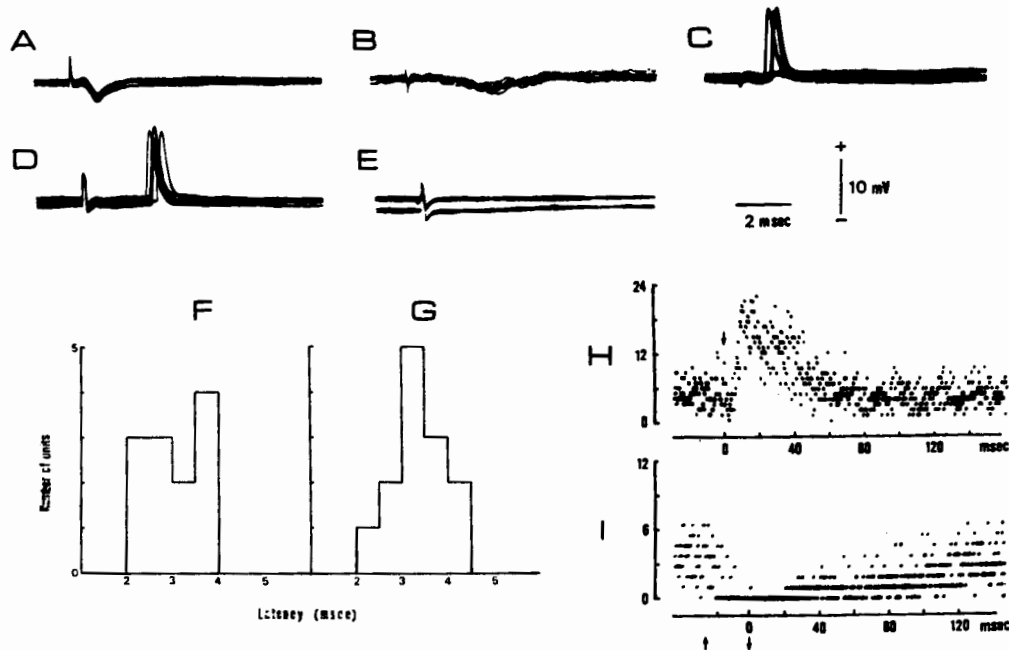 A
B
C
D
E
+
10 mV
−
2 msec
F
G
5
0
Number of units
2 3 4 5
2 3 4 5
Latency (msce)
H
24
12
0
0 40 80 120 msec
I
12
6
0
0 40 80 120 msec